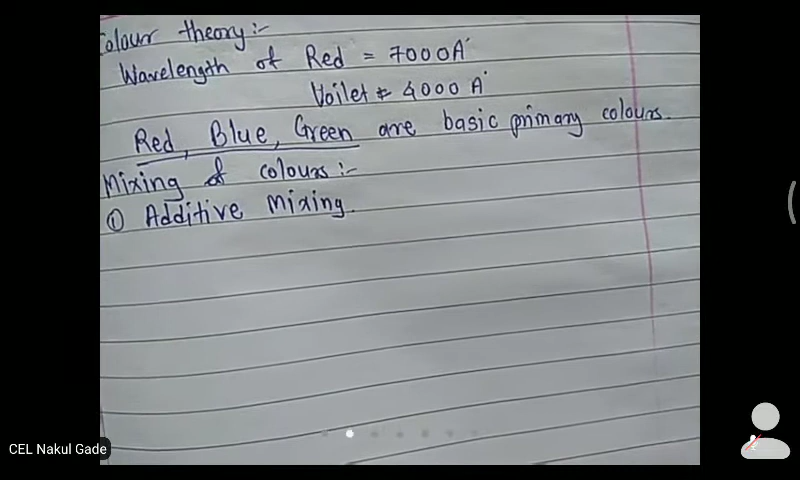 Colour theory:-
Wavelength of Red = 7000A°
Voilet = 4000 A°
Red, Blue, Green are basic primary colours.
Mixing of colours:-
① Additive Mixing.
CEL Nakul Gade